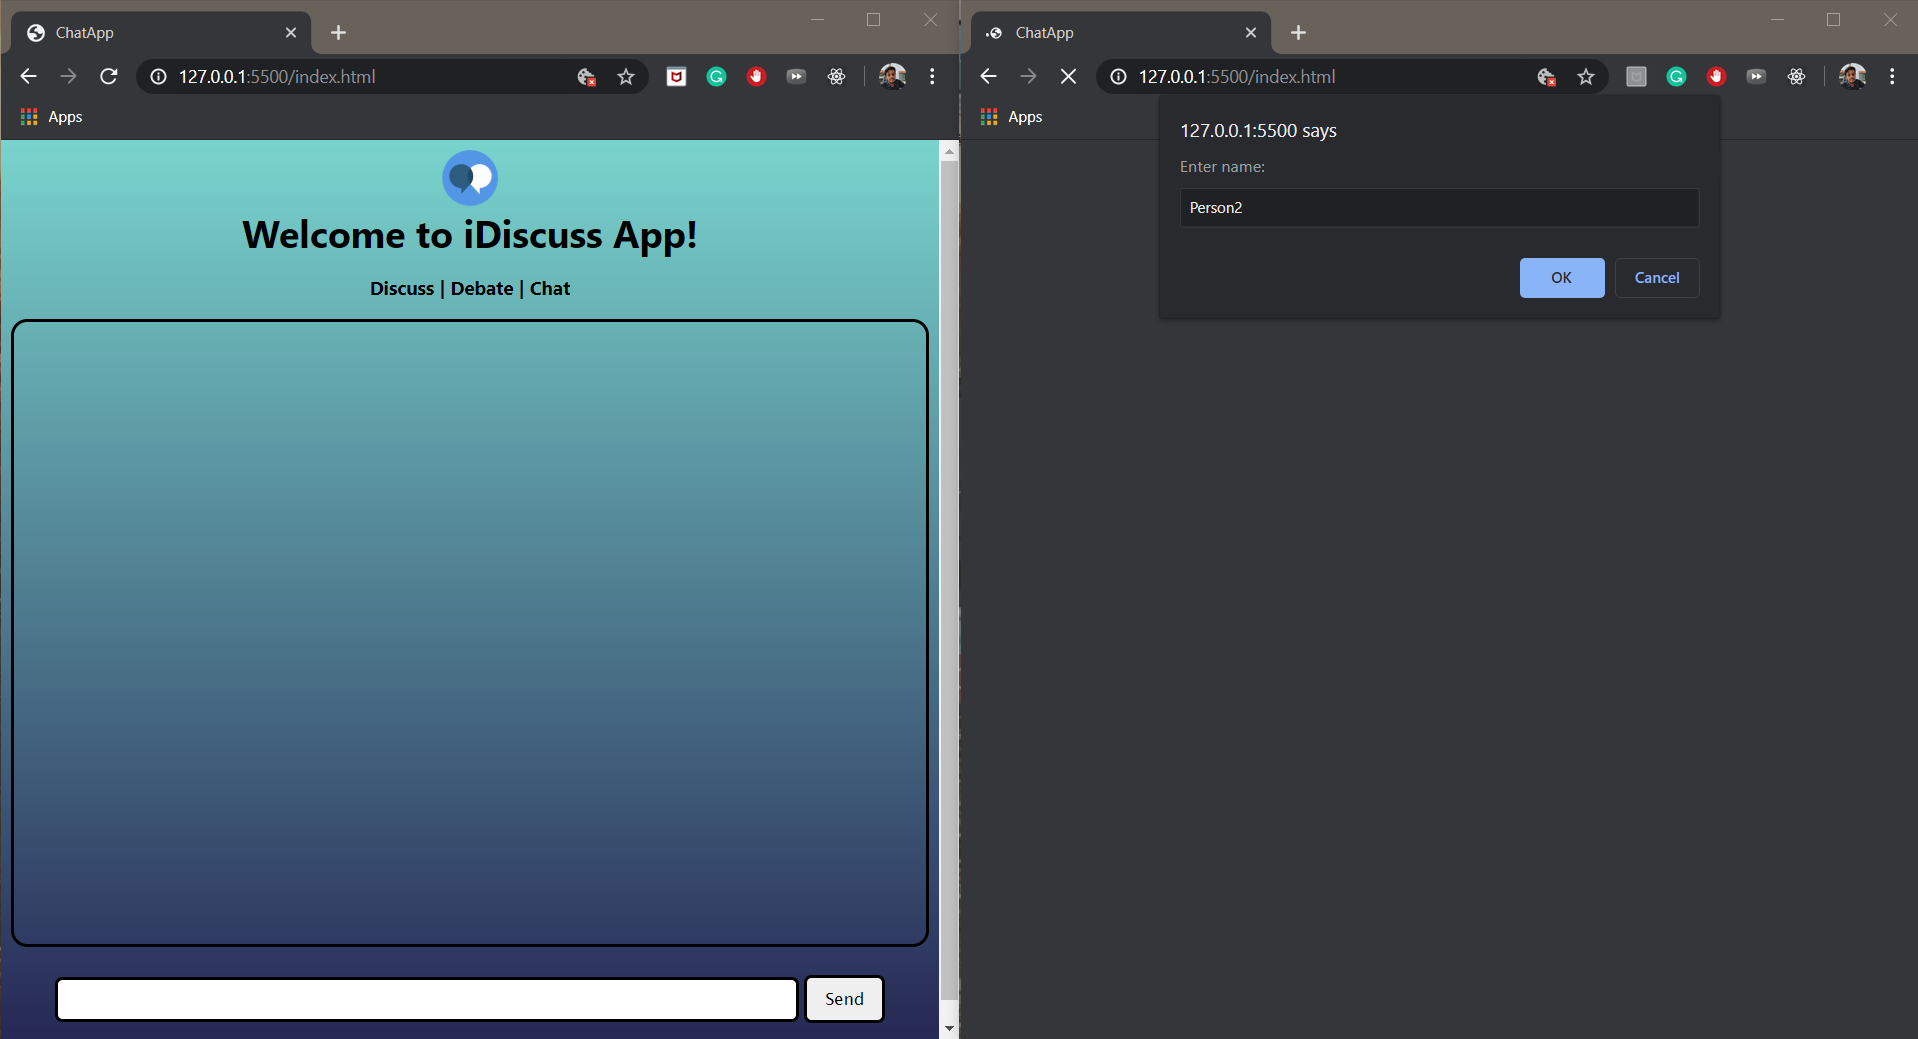 ChatApp
127.0.0.1:5500/index.html
Apps
Welcome to iDiscuss App!
Discuss | Debate | Chat
Send
ChatApp
127.0.0.1:5500/index.html
Apps
127.0.0.1:5500 says
Enter name:
Person2
OK Cancel